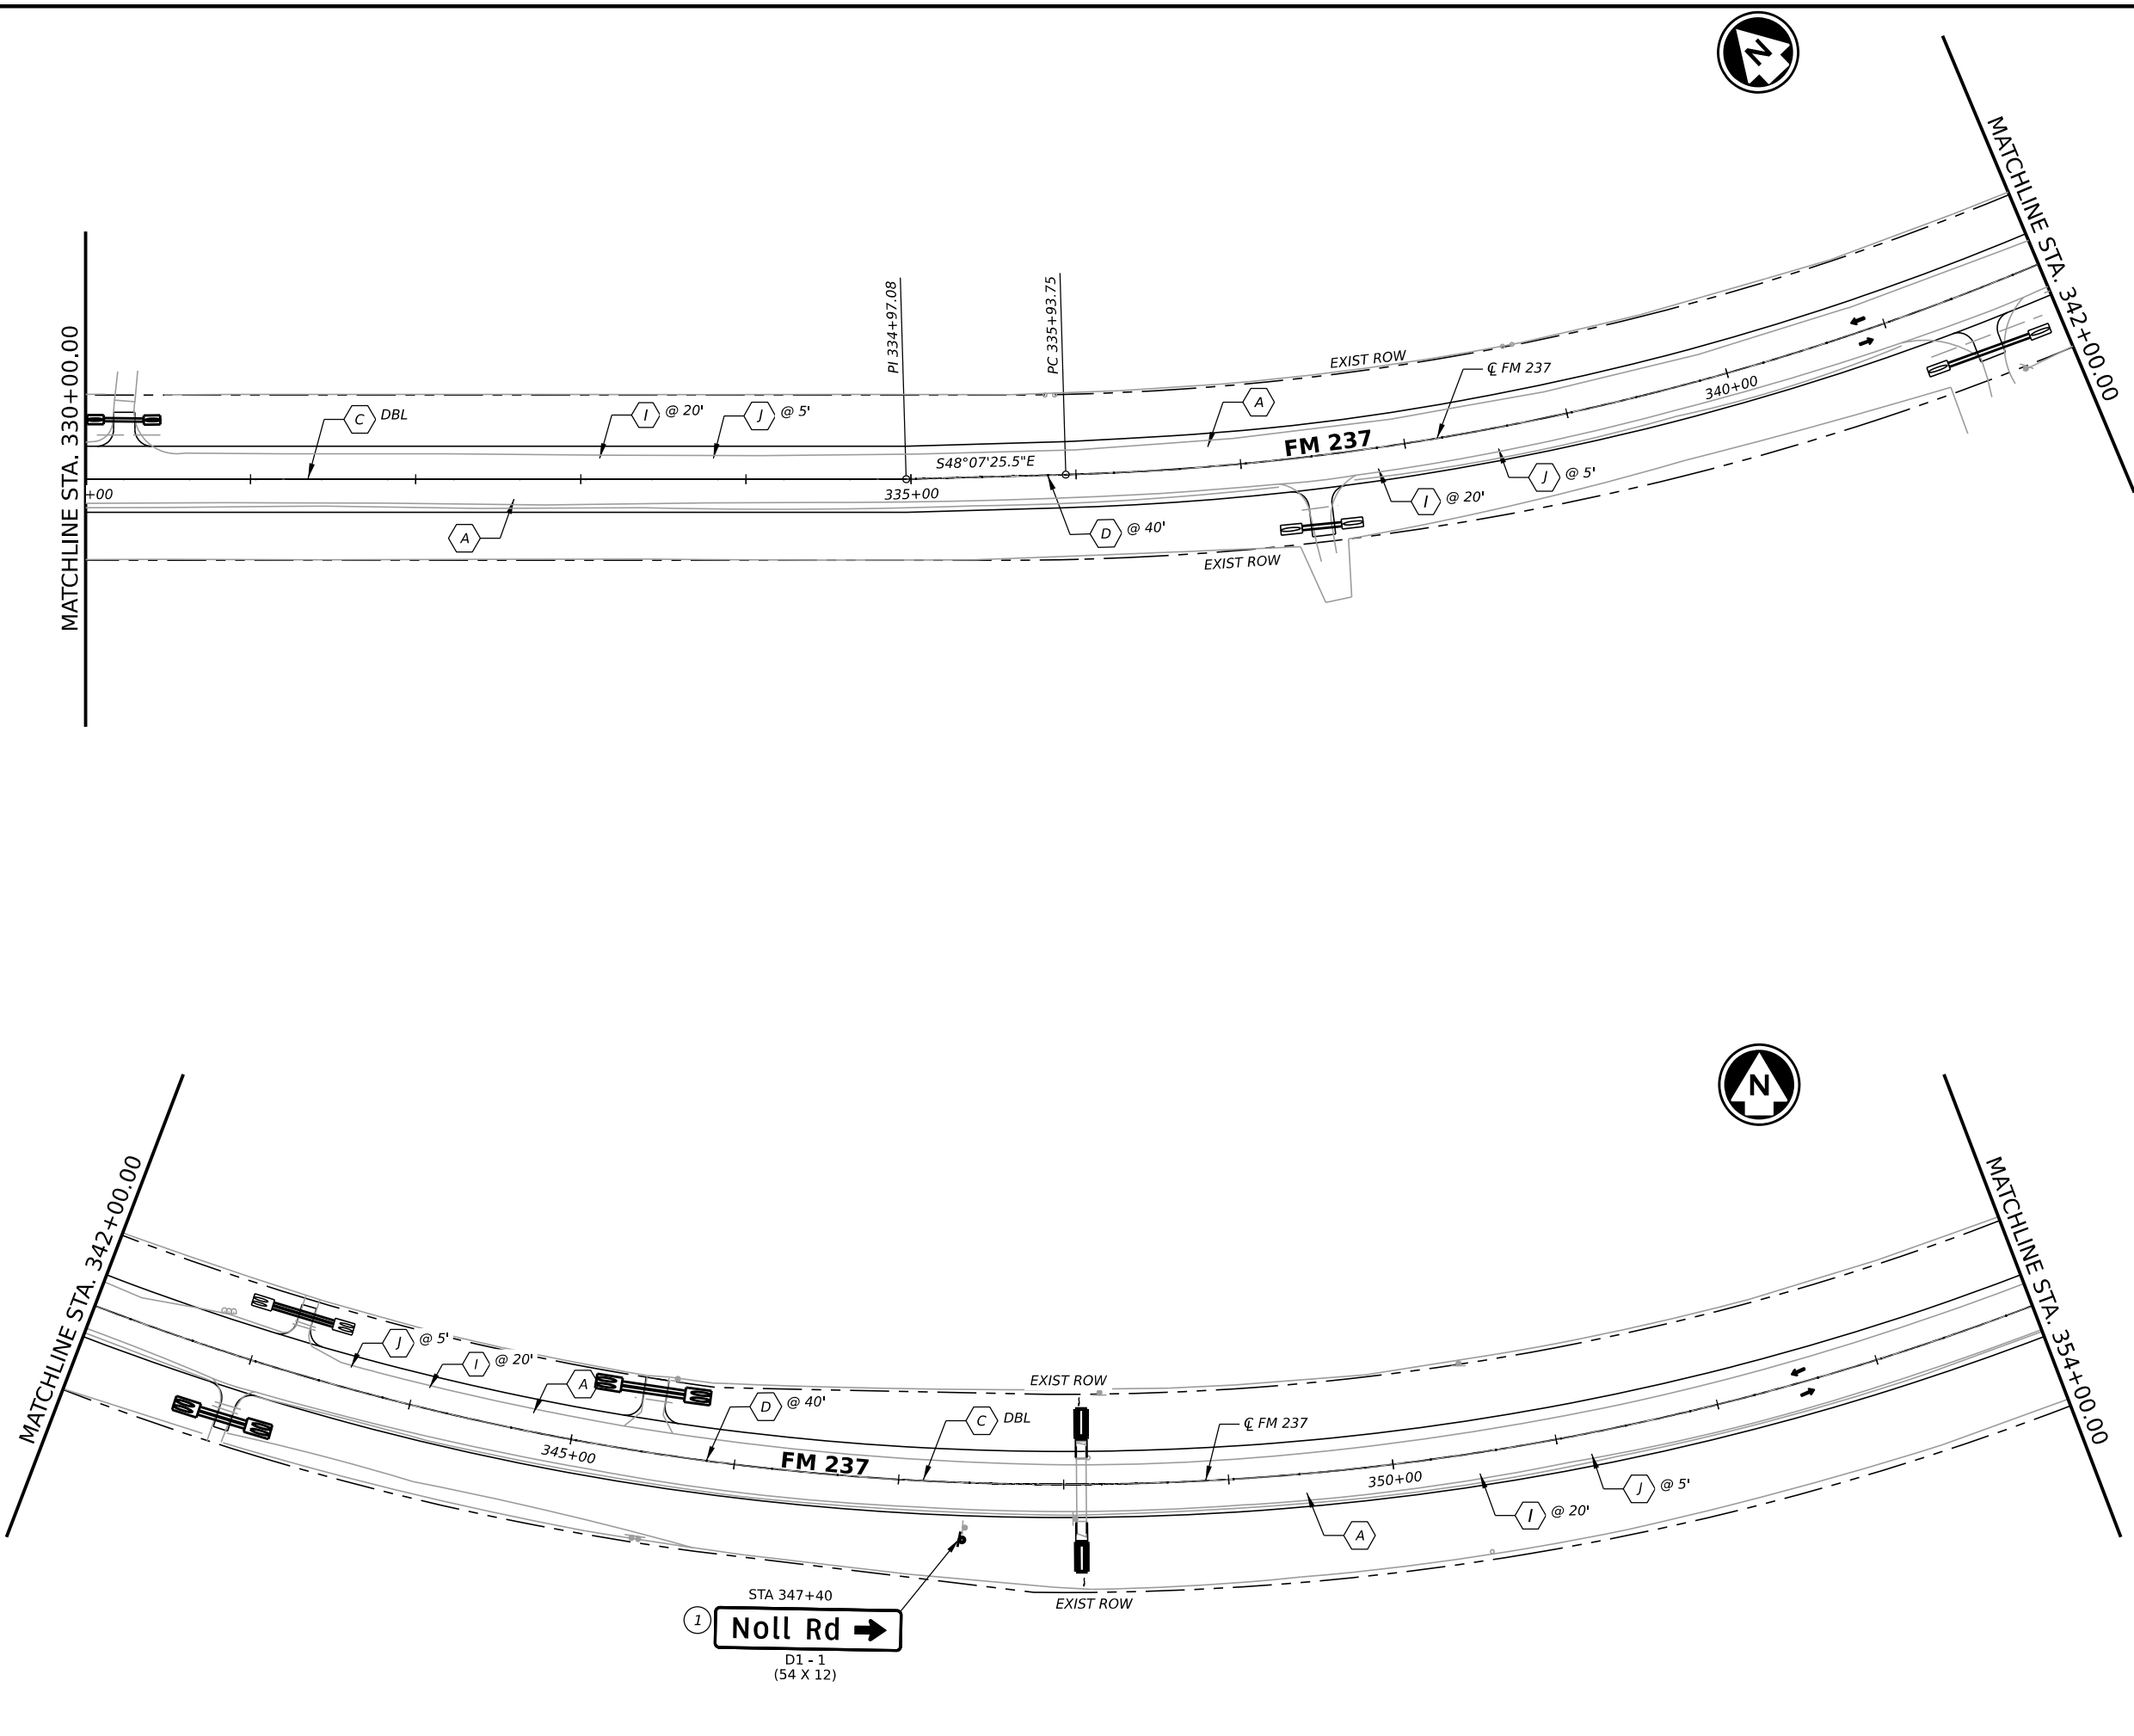 N
MATCHLINE STA. 330+00.00
MATCHLINE STA. 342+00.00
PI 334+97.08
PC 335+93.75
EXIST ROW
℄ FM 237
C DBL
I @ 20'
J @ 5'
A
340+00
FM 237
S48°07'25.5"E
+00
335+00
J @ 5'
I @ 20'
A
D @ 40'
EXIST ROW
N
MATCHLINE STA. 342+00.00
MATCHLINE STA. 354+00.00
J @ 5'
I @ 20'
A
EXIST ROW
D @ 40'
C DBL
℄ FM 237
345+00
FM 237
350+00
J @ 5'
I @ 20'
A
STA 347+40
EXIST ROW
1
Noll Rd
D1 - 1
(54 X 12)